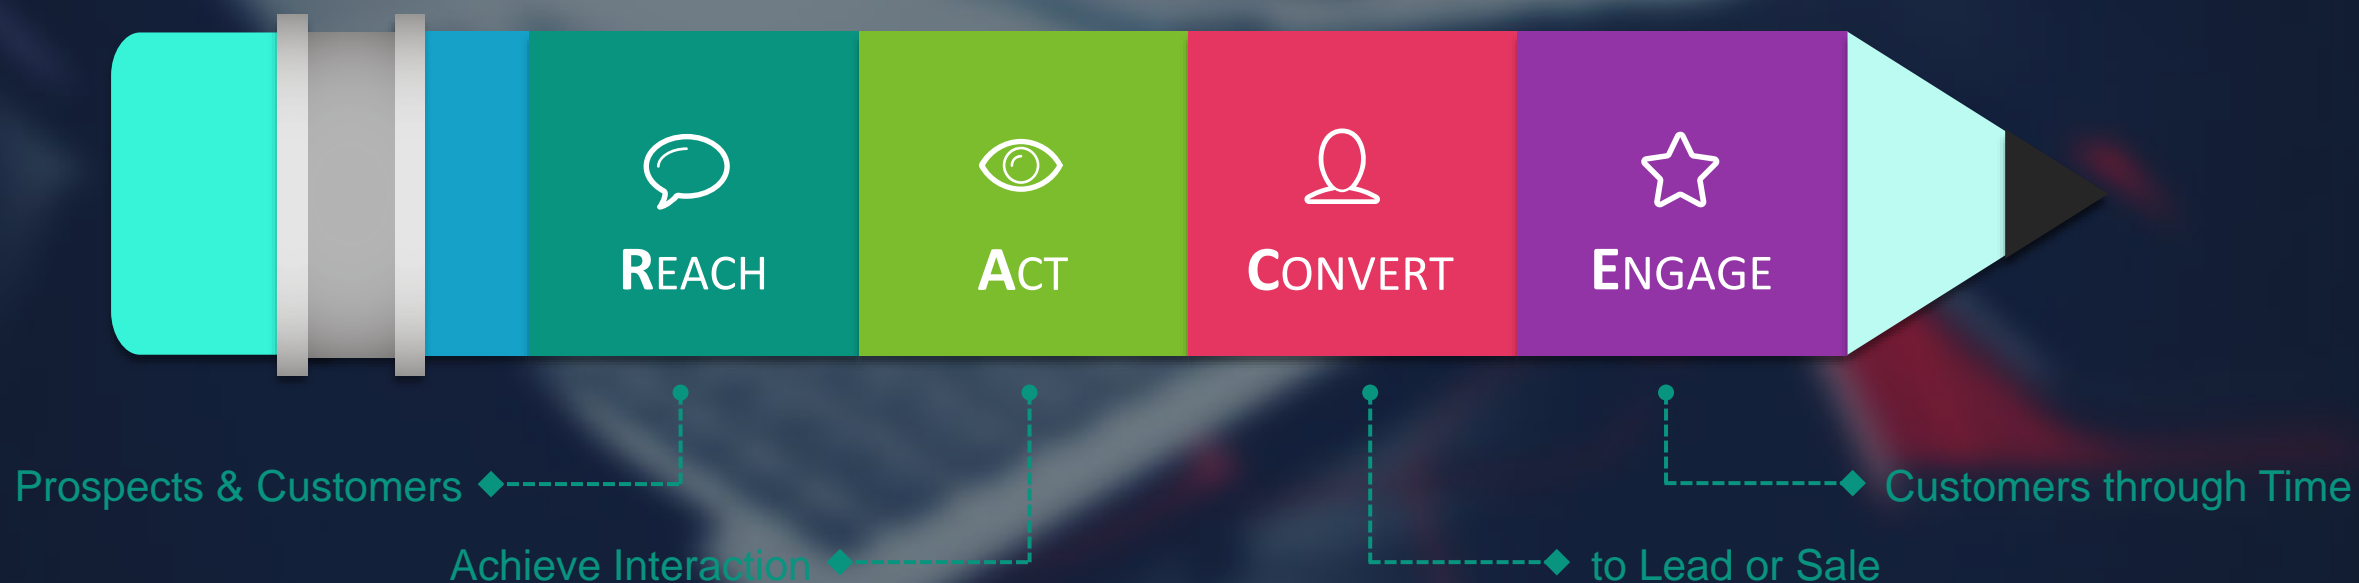 REACH
ACT
CONVERT
ENGAGE
Prospects & Customers
Customers through Time
Achieve Interaction
to Lead or Sale